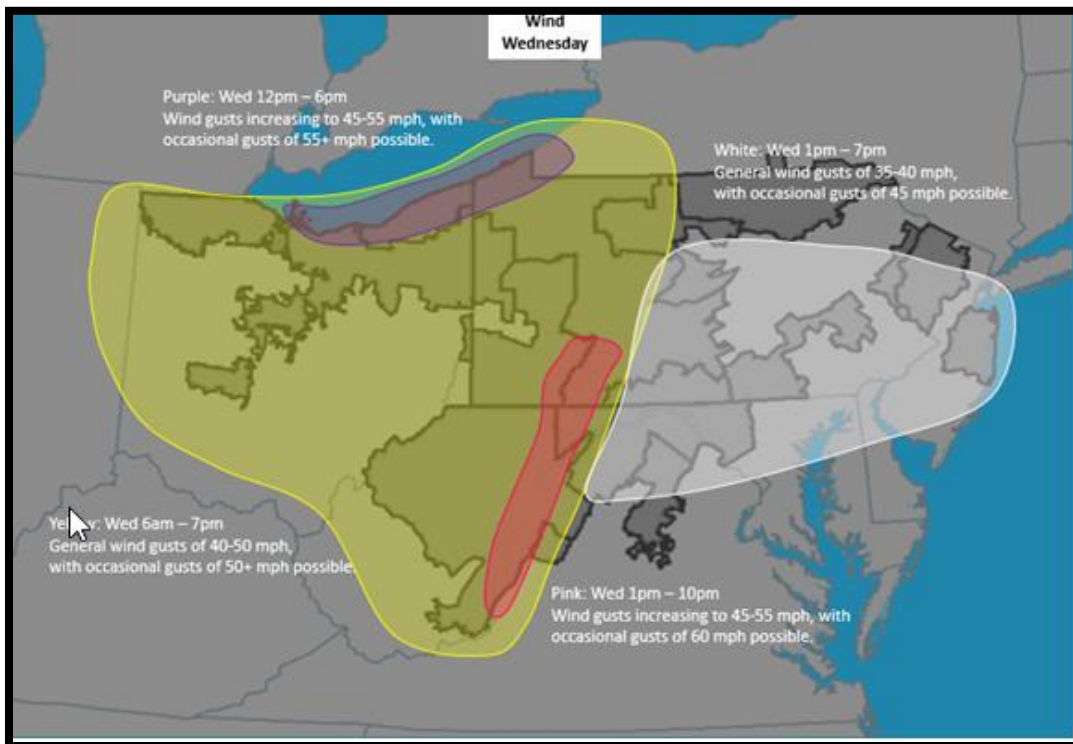 Wind
Wednesday
Purple: Wed 12pm – 6pm
Wind gusts increasing to 45-55 mph, with
occasional gusts of 55+ mph possible.
White: Wed 1pm – 7pm
General wind gusts of 35-40 mph,
with occasional gusts of 45 mph possible.
Yellow: Wed 6am – 7pm
General wind gusts of 40-50 mph,
with occasional gusts of 50+ mph possible.
Pink: Wed 1pm – 10pm
Wind gusts increasing to 45-55 mph, with
occasional gusts of 60 mph possible.